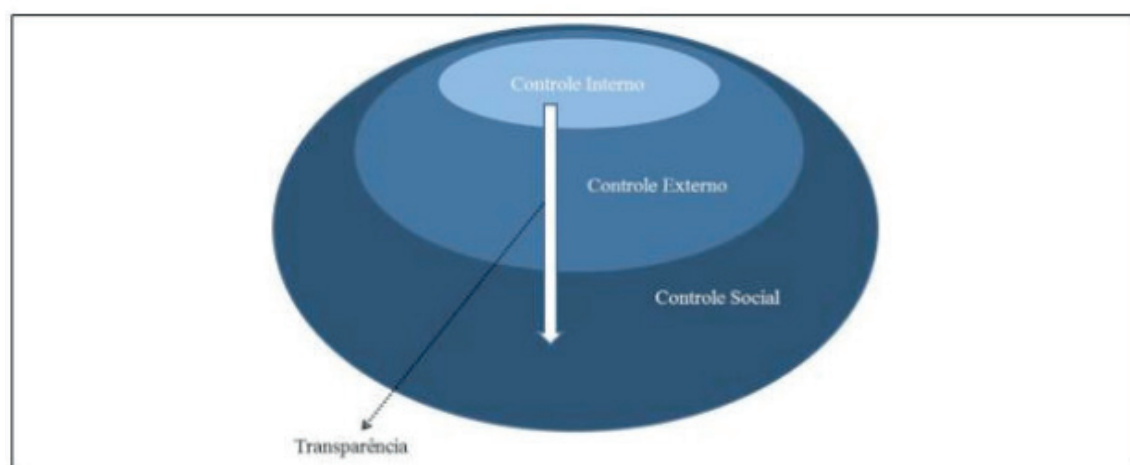 Controle Interno
Controle Externo
Controle Social
Transparência